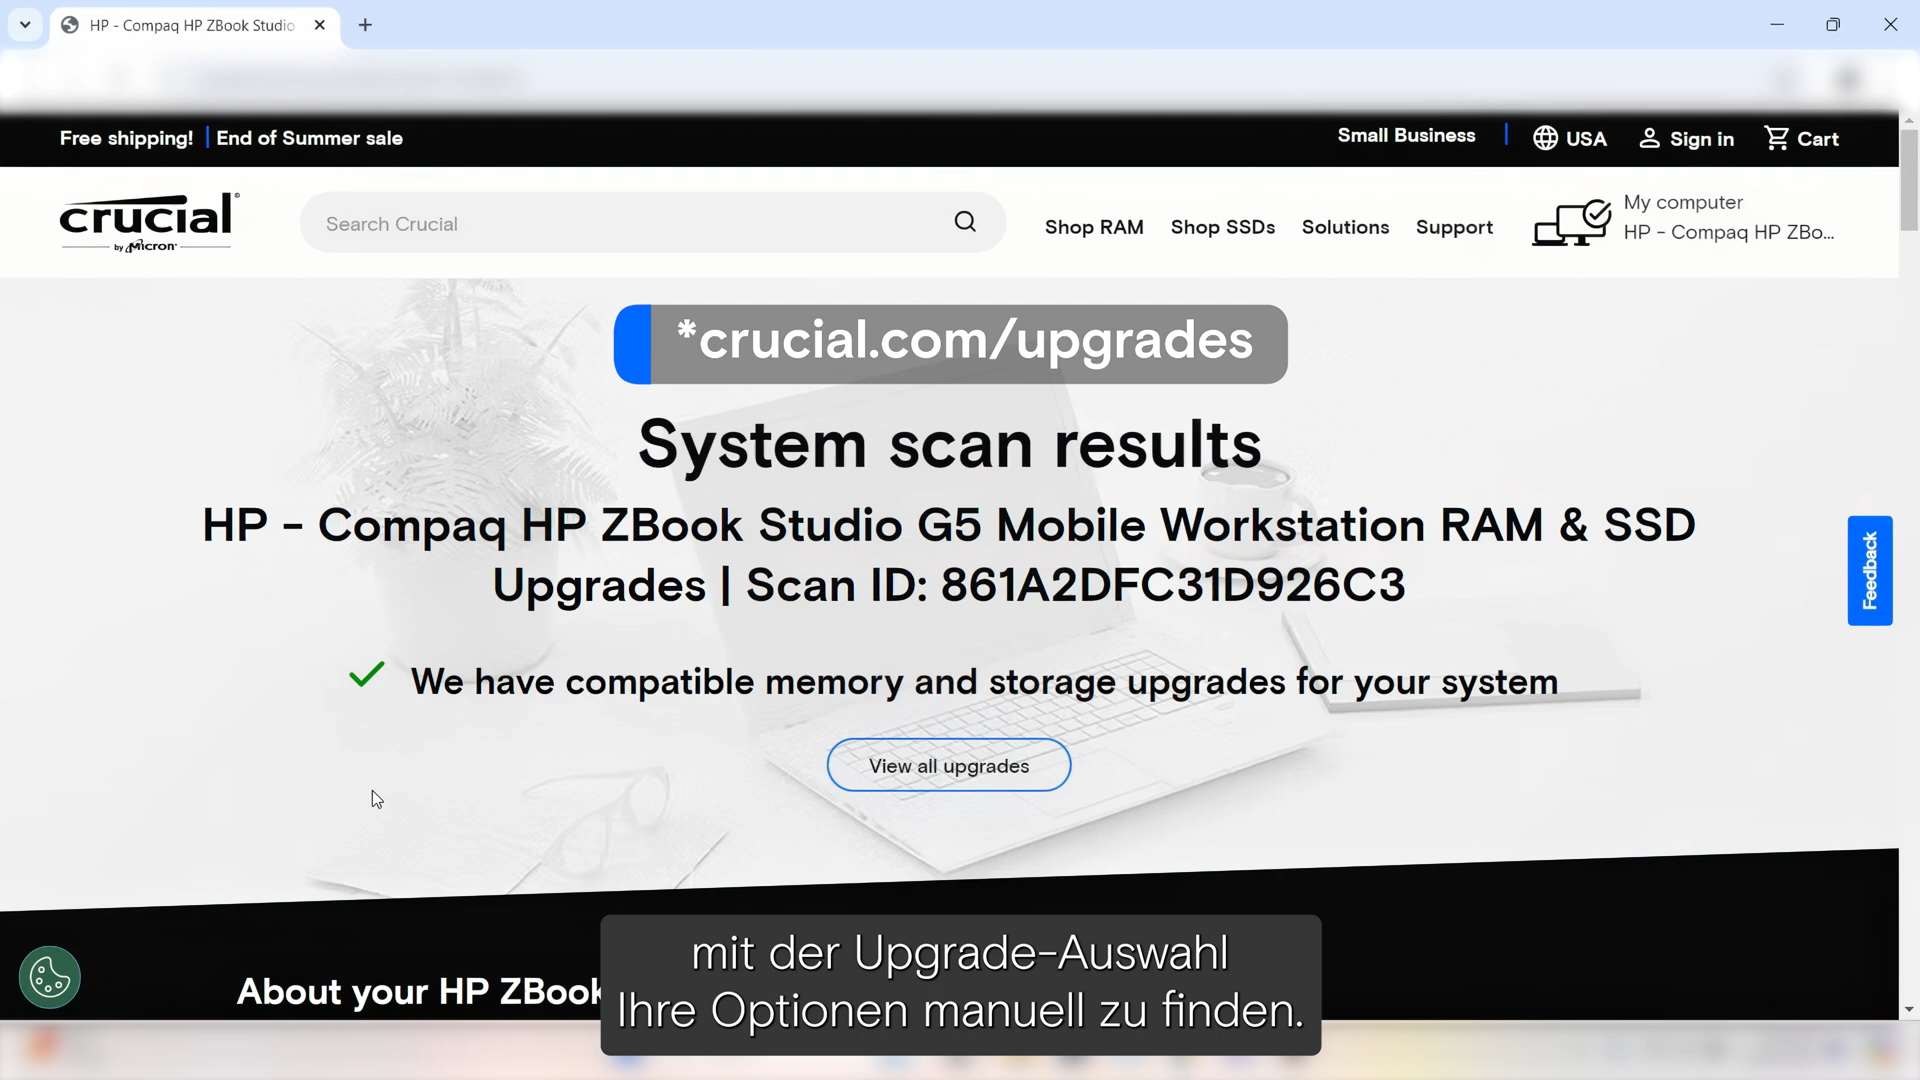 HP - Compaq HP ZBook Studio
Free shipping! | End of Summer sale
Small Business | USA Sign in Cart
crucial®
by Micron®
Search Crucial
Shop RAM Shop SSDs Solutions Support
My computer
HP - Compaq HP ZBo...
*crucial.com/upgrades
System scan results
HP - Compaq HP ZBook Studio G5 Mobile Workstation RAM & SSD
Upgrades | Scan ID: 861A2DFC31D926C3
Feedback
We have compatible memory and storage upgrades for your system
View all upgrades
About your HP ZBook
mit der Upgrade-Auswahl
Ihre Optionen manuell zu finden.